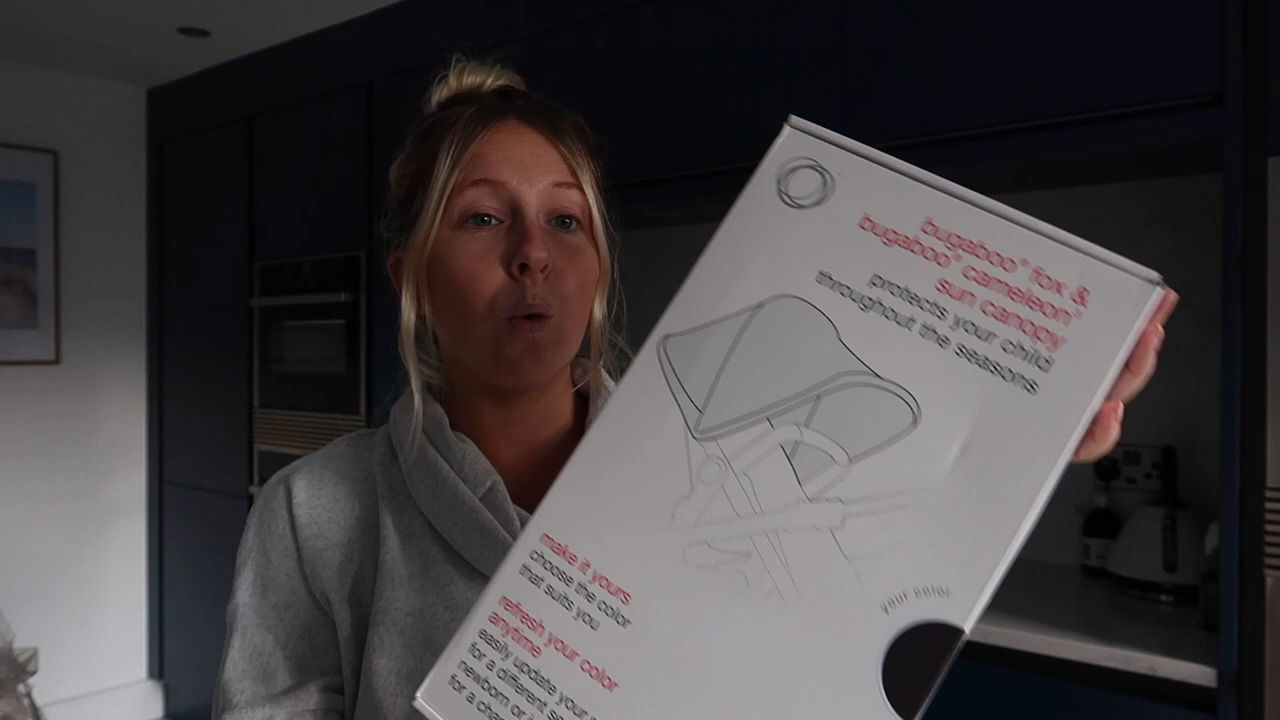 bugaboo® fox &
bugaboo® cameleon³
sun canopy
protects your child
throughout the seasons
your color
make it yours
choose the color
that suits you
refresh your color
anytime
easily update your
for a different
newborn or
for a